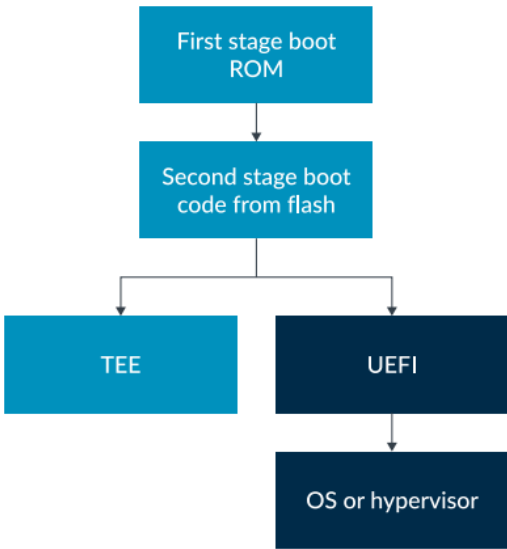 First stage boot
ROM
Second stage boot
code from flash
TEE
UEFI
OS or hypervisor